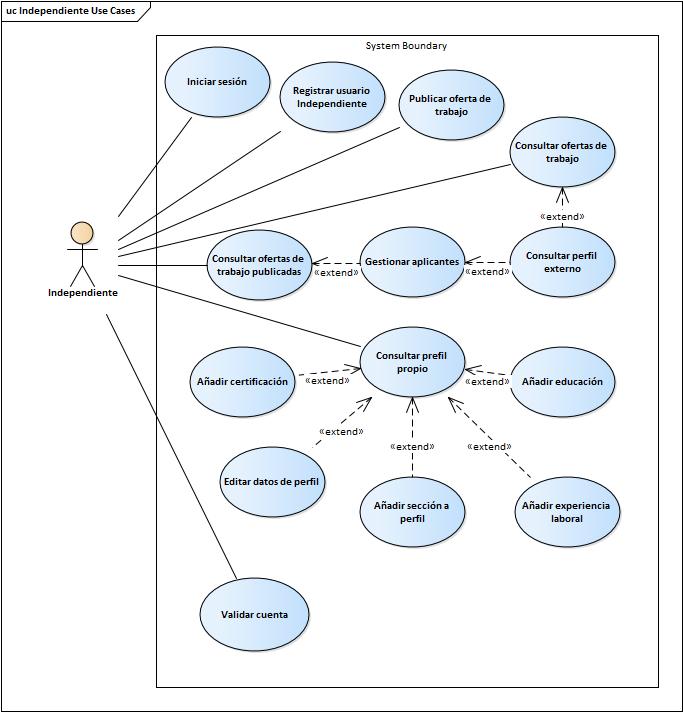 uc Independiente Use Cases
System Boundary
Iniciar sesión
Registrar usuario
Independiente
Publicar oferta de
trabajo
Consultar ofertas de
trabajo
«extend»
Independiente
Consultar ofertas de
trabajo publicadas
«extend»
Gestionar aplicantes
«extend»
Consultar perfil
externo
Consultar prefil
propio
Añadir certificación
«extend»
«extend»
Añadir educación
«extend»
«extend»
«extend»
Editar datos de perfil
Añadir sección a
perfil
Añadir experiencia
laboral
Validar cuenta